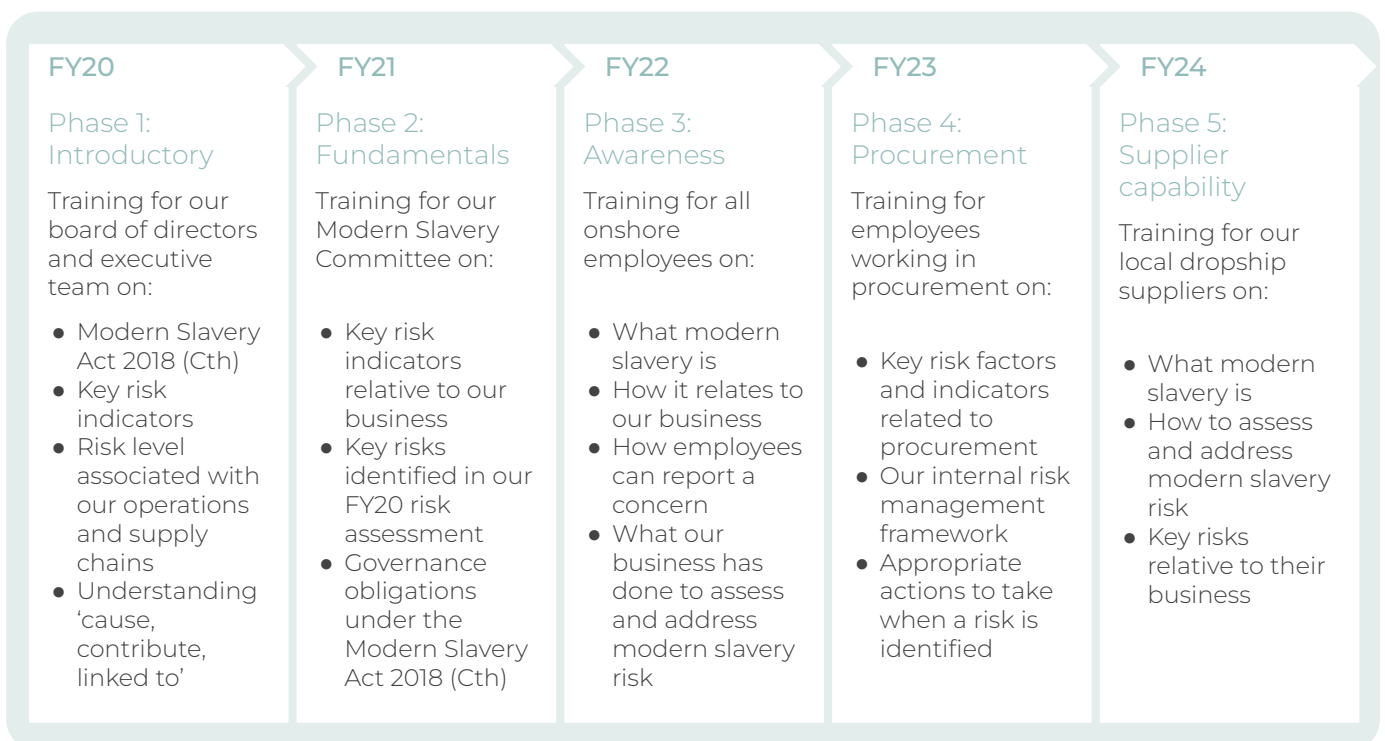 FY20
Phase 1:
Introductory
Training for our
board of directors
and executive
team on:
● Modern Slavery
Act 2018 (Cth)
● Key risk
indicators
● Risk level
associated with
our operations
and supply
chains
● Understanding
‘cause,
contribute,
linked to’
FY21
Phase 2:
Fundamentals
Training for our
Modern Slavery
Committee on:
● Key risk
indicators
relative to our
business
● Key risks
identified in our
FY20 risk
assessment
● Governance
obligations
under the
Modern Slavery
Act 2018 (Cth)
FY22
Phase 3:
Awareness
Training for all
onshore
employees on:
● What modern
slavery is
● How it relates to
our business
● How employees
can report a
concern
● What our
business has
done to assess
and address
modern slavery
risk
FY23
Phase 4:
Procurement
Training for
employees
working in
procurement on:
● Key risk factors
and indicators
related to
procurement
● Our internal risk
management
framework
● Appropriate
actions to take
when a risk is
identified
FY24
Phase 5:
Supplier
capability
Training for our
local dropship
suppliers on:
● What modern
slavery is
● How to assess
and address
modern slavery
risk
● Key risks
relative to their
business